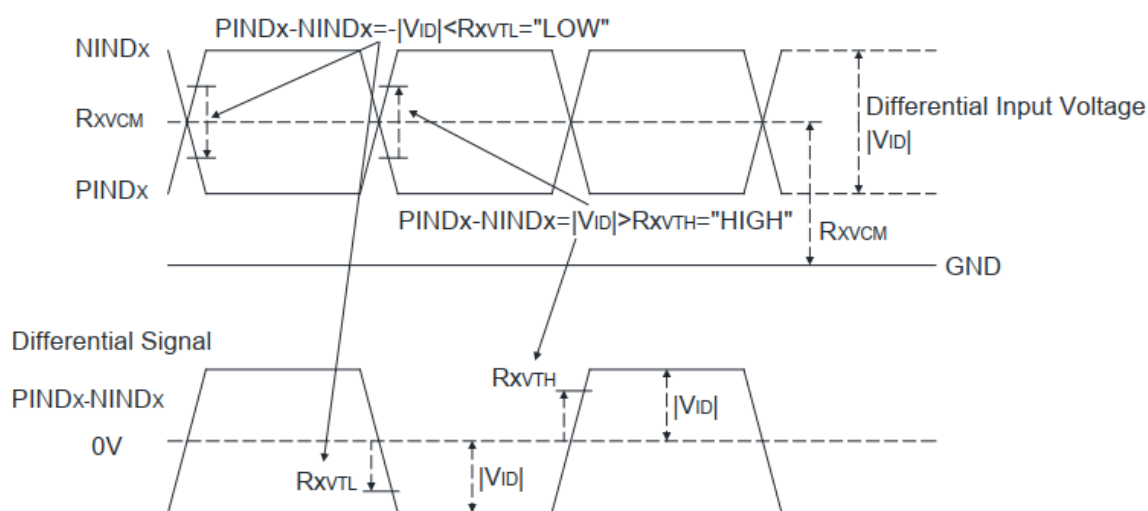 PINDx-NINDx=-|VID|<RxVTL="LOW"
NINDx
RxVCM
Differential Input Voltage
|VID|
PINDx
PINDx-NINDx=|VID|>RxVTH="HIGH"
RxVCM
GND
Differential Signal
RxVTH
PINDx-NINDx
|VID|
0V
RxVTL
|VID|